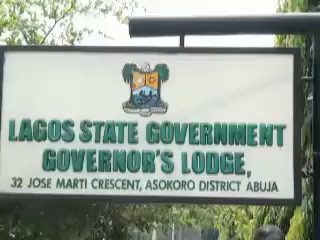 LAGOS STATE GOVERNMENT
GOVERNOR'S LODGE,
32 JOSE MARTI CRESCENT, ASOKORO DISTRICT ABUJA